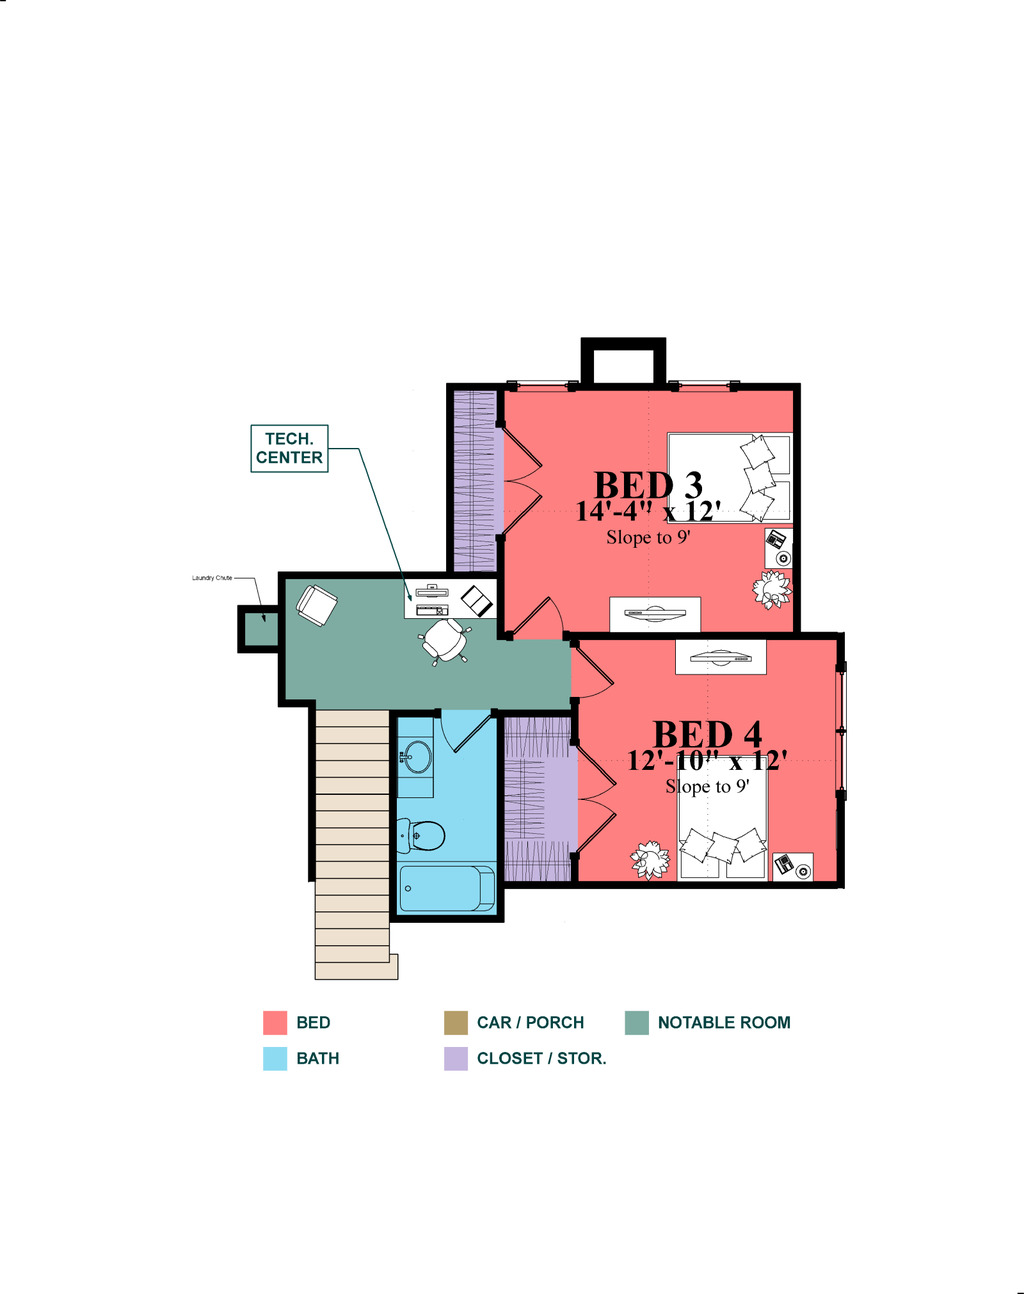 BED 3
14'-4" x 12'
Slope to 9'
TECH.
CENTER
Laundry Chute
BED 4
12'-10" x 12'
Slope to 9'
BED
CAR / PORCH
NOTABLE ROOM
BATH
CLOSET / STOR.